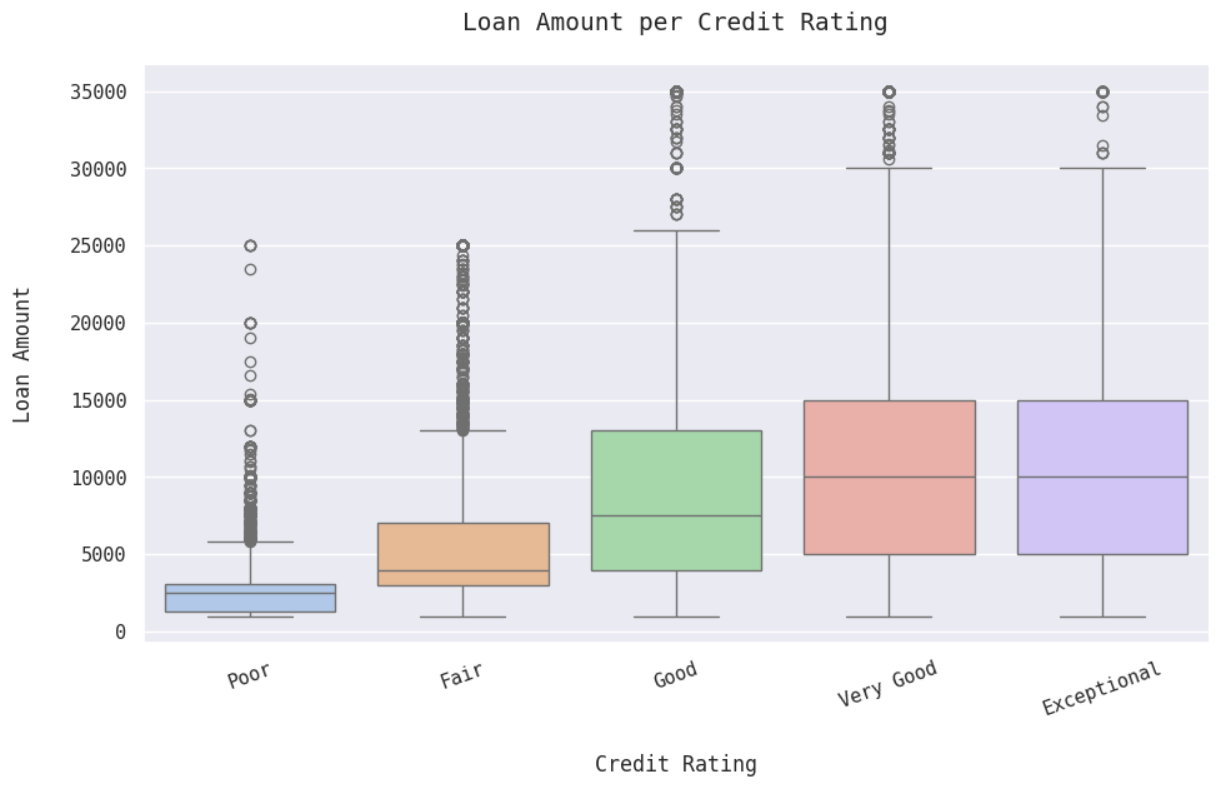 Loan Amount per Credit Rating
35000
30000
25000
20000
15000
10000
5000
0
Loan Amount
Poor
Fair
Good
Very Good
Exceptional
Credit Rating